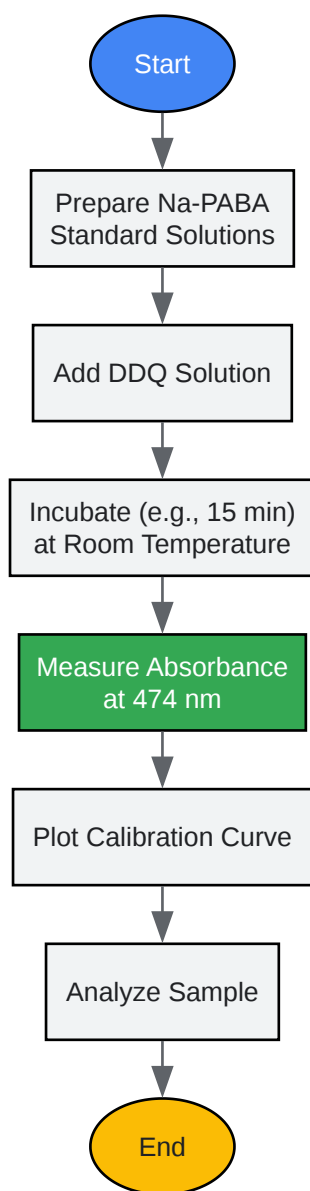 Start
Prepare Na-PABA
Standard Solutions
Add DDQ Solution
Incubate (e.g., 15 min)
at Room Temperature
Measure Absorbance
at 474 nm
Plot Calibration Curve
Analyze Sample
End